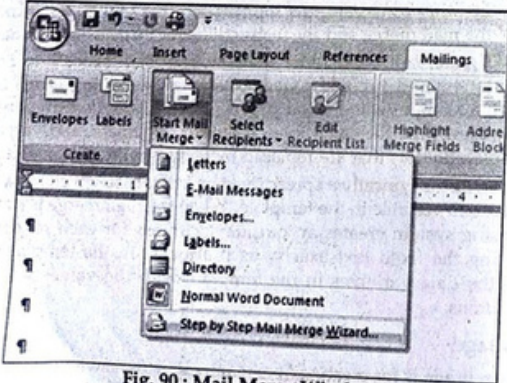 Home Insert Page Layout References Mailings
Envelopes Labels Start Mail Select Edit Highlight Addre
Merge Recipients Recipient List Merge Fields Block
Create
1 4
Letters
E-Mail Messages
Envelopes...
Labels...
Directory
Normal Word Document
Step by Step Mail Merge Wizard...
Fig. 90 : Mail Merge